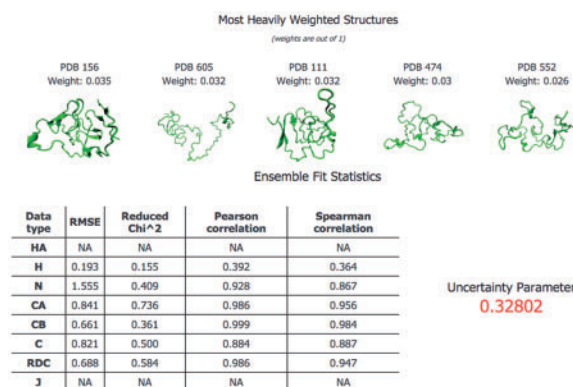 Most Heavily Weighted Structures
(weights are out of 1)
PDB 156 PDB 605 PDB 111 PDB 474 PDB 552
Weight: 0.035 Weight: 0.032 Weight: 0.032 Weight: 0.03 Weight: 0.026
Ensemble Fit Statistics
Data type RMSE Reduced Chi^2 Pearson correlation Spearman correlation
HA NA NA NA NA
H 0.193 0.155 0.392 0.364
N 1.555 0.409 0.928 0.867
CA 0.841 0.736 0.986 0.956
CB 0.661 0.361 0.999 0.984
C 0.821 0.500 0.884 0.887
RDC 0.688 0.584 0.986 0.947
J NA NA NA NA
Uncertainty Parameter
0.32802